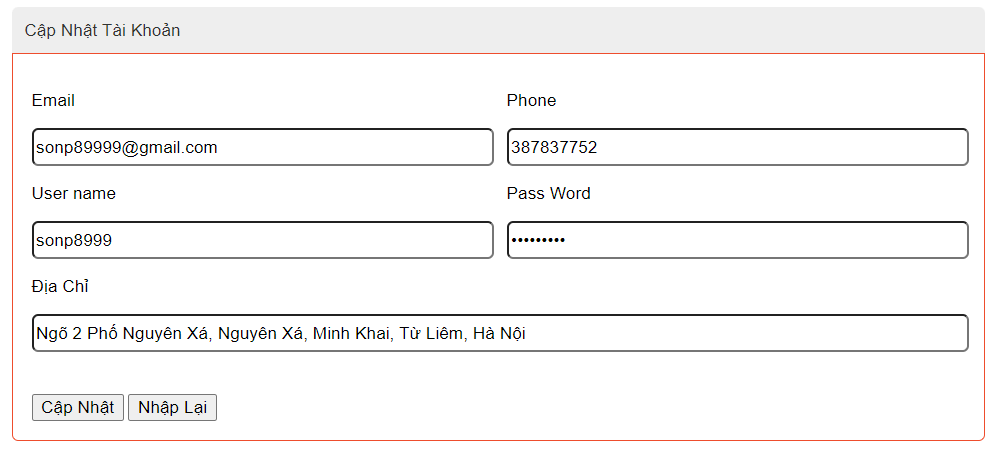 Cập Nhật Tài Khoản
Email Phone
sonp89999@gmail.com 387837752
User name Pass Word
sonp8999 •••••••••
Địa Chỉ
Ngõ 2 Phố Nguyên Xá, Nguyên Xá, Minh Khai, Từ Liêm, Hà Nội
Cập Nhật Nhập Lại